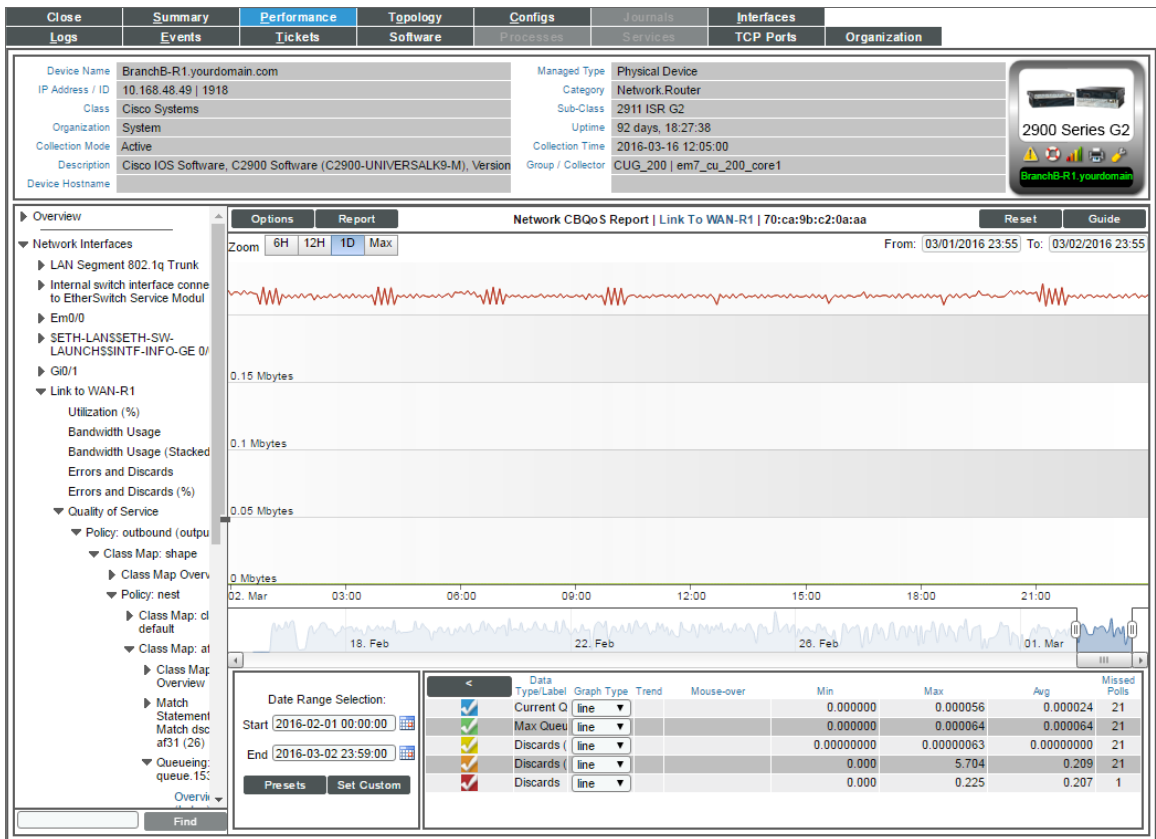 Close Summary Performance Topology Configs Journals Interfaces
Logs Events Tickets Software Processes Services TCP Ports Organization
Device Name BranchB-R1.yourdomain.com Managed Type Physical Device
IP Address / ID 10.168.48.49 | 1918 Category Network.Router
Class Cisco Systems Sub-Class 2911 ISR G2
Organization System Uptime 92 days, 18:27:38
Collection Mode Active Collection Time 2016-03-16 12:05:00
Description Cisco IOS Software, C2900 Software (C2900-UNIVERSALK9-M), Version Group / Collector CUG_200 | em7_cu_200_core1
Device Hostname
2900 Series G2
BranchB-R1.yourdomain
Overview
Network Interfaces
LAN Segment 802.1q Trunk
Internal switch interface conne
to EtherSwitch Service Modul
Em0/0
$ETH-LAN$$ETH-SW-
LAUNCH$$INTF-INFO-GE 0/
Gi0/1
Link to WAN-R1
Utilization (%)
Bandwidth Usage
Bandwidth Usage (Stacked
Errors and Discards
Errors and Discards (%)
Quality of Service
Policy: outbound (outpu
Class Map: shape
Class Map Overv
Policy: nest
Class Map: cl
default
Class Map: af
Class Map
Overview
Match
Statement
Match dsc
af31 (26)
Queueing:
queue.153
Overvi
Find
Options Report Network CBQoS Report | Link To WAN-R1 | 70:ca:9b:c2:0a:aa Reset Guide
Zoom 6H 12H 1D Max From: 03/01/2016 23:55 To: 03/02/2016 23:55
0.15 Mbytes
0.1 Mbytes
0.05 Mbytes
0 Mbytes
02. Mar 03:00 06:00 09:00 12:00 15:00 18:00 21:00
18. Feb 22. Feb 26. Feb 01. Mar
Date Range Selection:
Start 2016-02-01 00:00:00
End 2016-03-02 23:59:00
Presets Set Custom
< Data Type/Label Graph Type Trend Mouse-over Min Max Avg Missed Polls
Current Q line 0.000000 0.000056 0.000024 21
Max Queu line 0.000000 0.000064 0.000064 21
Discards ( line 0.00000000 0.00000063 0.00000000 21
Discards ( line 0.000 5.704 0.209 21
Discards line 0.000 0.225 0.207 1